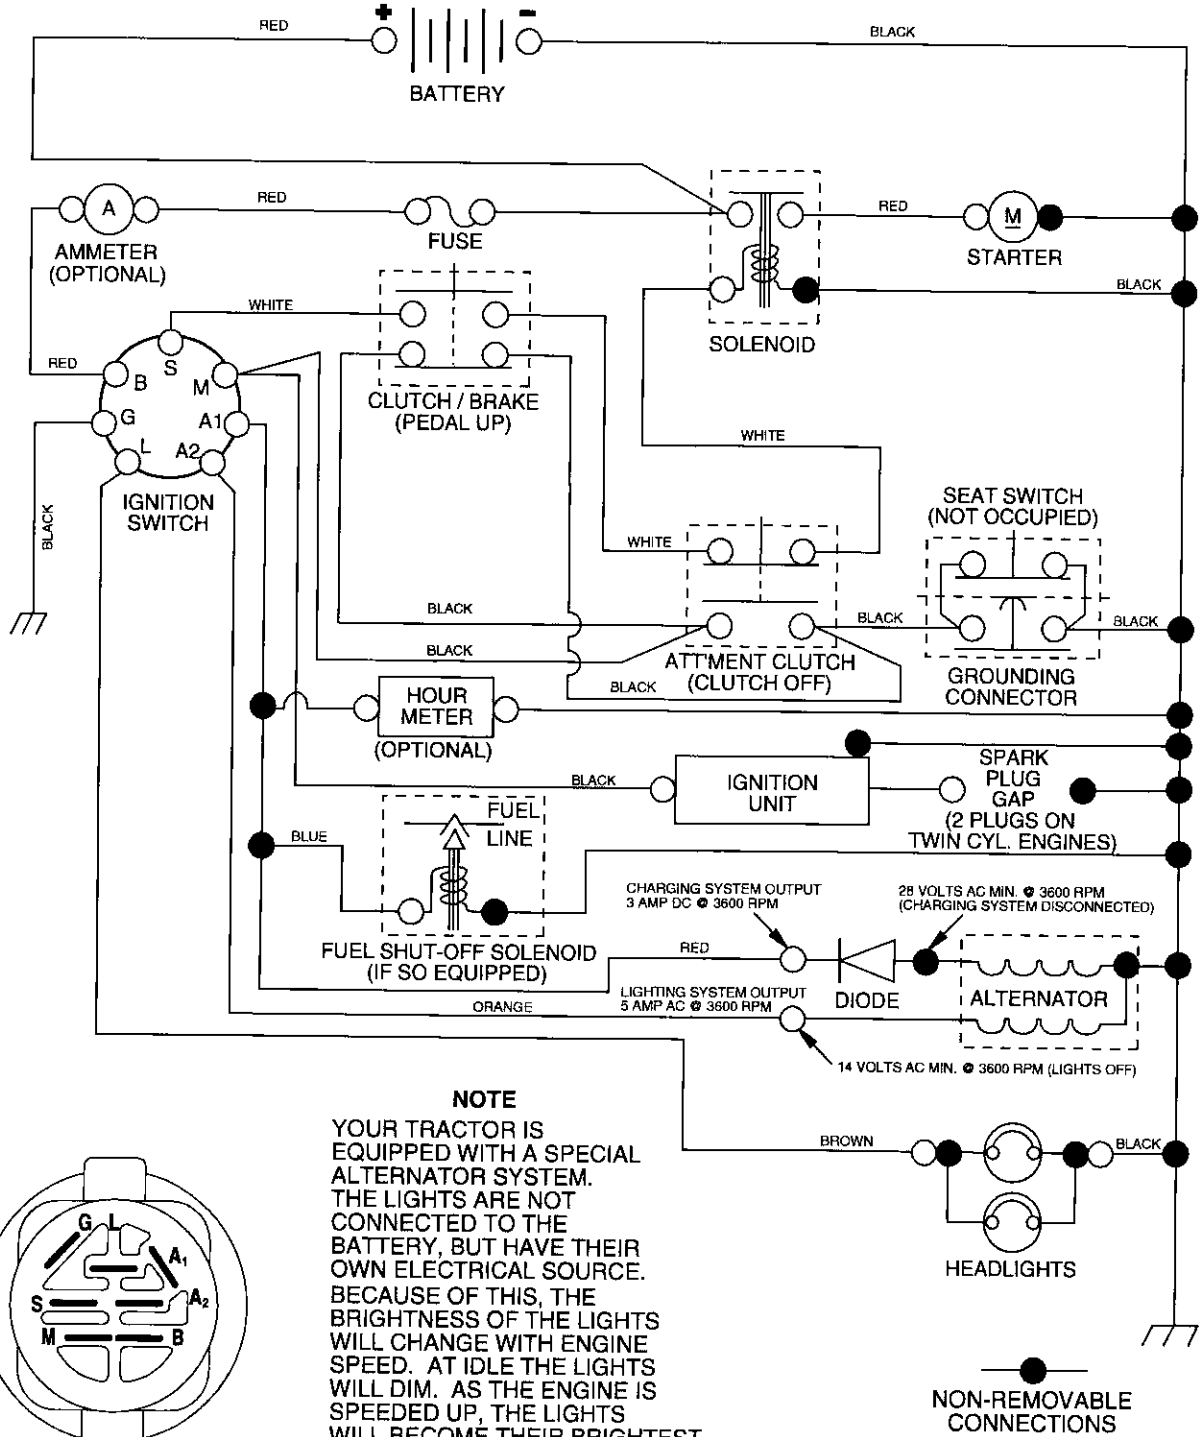 +
-
RED
BLACK
BATTERY
A
RED
AMMETER
(OPTIONAL)
FUSE
RED
M
STARTER
BLACK
SOLENOID
WHITE
RED
S
B
M
G
A1
L
A2
IGNITION
SWITCH
BLACK
CLUTCH / BRAKE
(PEDAL UP)
WHITE
WHITE
SEAT SWITCH
(NOT OCCUPIED)
BLACK
BLACK
BLACK
BLACK
BLACK
ATT'MENT CLUTCH
(CLUTCH OFF)
GROUNDING
CONNECTOR
HOUR
METER
(OPTIONAL)
BLACK
IGNITION
UNIT
SPARK
PLUG
GAP
(2 PLUGS ON
TWIN CYL. ENGINES)
BLUE
FUEL
LINE
FUEL SHUT-OFF SOLENOID
(IF SO EQUIPPED)
CHARGING SYSTEM OUTPUT
3 AMP DC @ 3600 RPM
28 VOLTS AC MIN. @ 3600 RPM
(CHARGING SYSTEM DISCONNECTED)
RED
DIODE
ALTERNATOR
ORANGE
LIGHTING SYSTEM OUTPUT
5 AMP AC @ 3600 RPM
14 VOLTS AC MIN. @ 3600 RPM (LIGHTS OFF)
BROWN
BLACK
HEADLIGHTS
NOTE
YOUR TRACTOR IS
EQUIPPED WITH A SPECIAL
ALTERNATOR SYSTEM.
THE LIGHTS ARE NOT
CONNECTED TO THE
BATTERY, BUT HAVE THEIR
OWN ELECTRICAL SOURCE.
BECAUSE OF THIS, THE
BRIGHTNESS OF THE LIGHTS
WILL CHANGE WITH ENGINE
SPEED. AT IDLE THE LIGHTS
WILL DIM. AS THE ENGINE IS
SPEEDED UP, THE LIGHTS
WILL BECOME THEIR BRIGHTEST
G
L
A1
S
A2
M
B
NON-REMOVABLE
CONNECTIONS